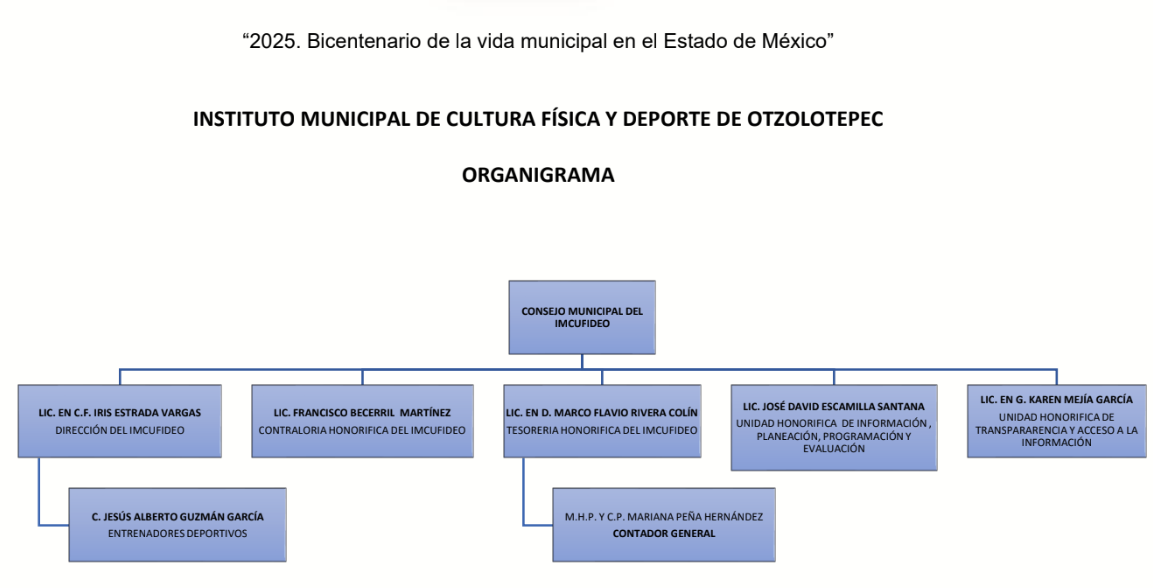 “2025. Bicentenario de la vida municipal en el Estado de México”
INSTITUTO MUNICIPAL DE CULTURA FÍSICA Y DEPORTE DE OTZOLOTEPEC
ORGANIGRAMA
CONSEJO MUNICIPAL DEL
IMCUFIDEO
LIC. EN C.F. IRIS ESTRADA VARGAS
DIRECCIÓN DEL IMCUFIDEO
LIC. FRANCISCO BECERRIL MARTÍNEZ
CONTRALORIA HONORIFICA DEL IMCUFIDEO
LIC. EN D. MARCO FLAVIO RIVERA COLÍN
TESORERIA HONORIFICA DEL IMCUFIDEO
LIC. JOSÉ DAVID ESCAMILLA SANTANA
UNIDAD HONORIFICA DE INFORMACIÓN ,
PLANEACIÓN, PROGRAMACIÓN Y
EVALUACIÓN
LIC. EN G. KAREN MEJÍA GARCÍA
UNIDAD HONORIFICA DE
TRANSPARARENCIA Y ACCESO A LA
INFORMACIÓN
C. JESÚS ALBERTO GUZMÁN GARCÍA
ENTRENADORES DEPORTIVOS
M.H.P. Y C.P. MARIANA PEÑA HERNÁNDEZ
CONTADOR GENERAL